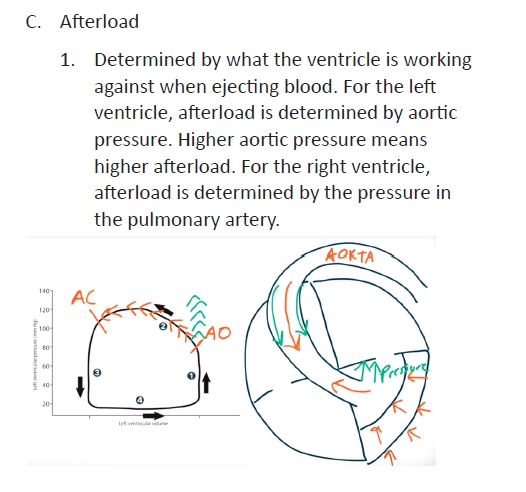 C. Afterload
1. Determined by what the ventricle is working
against when ejecting blood. For the left
ventricle, afterload is determined by aortic
pressure. Higher aortic pressure means
higher afterload. For the right ventricle,
afterload is determined by the pressure in
the pulmonary artery.
AORTA
140
AC
120
2
100
AO
80
Left ventricular pressure (mm Hg)
60
3
1
Pressure
40
4
20
Left ventricular volume